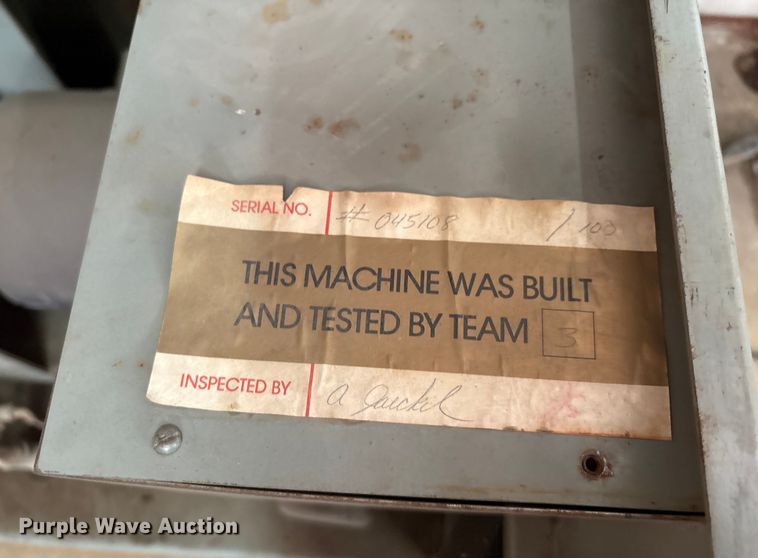 SERIAL NO. # 045108 / 100
THIS MACHINE WAS BUILT
AND TESTED BY TEAM 3
INSPECTED BY a
Purple Wave Auction